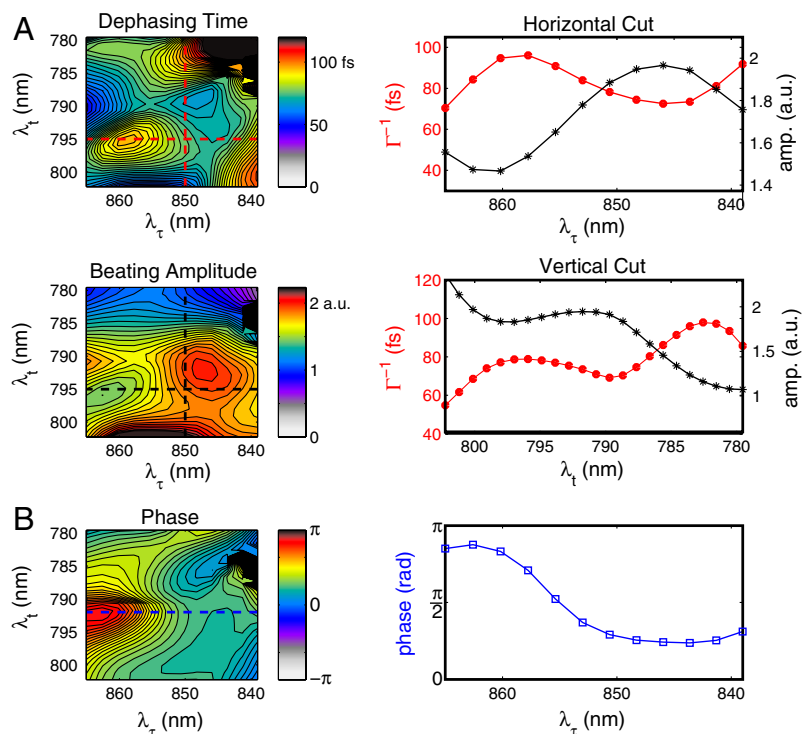 A
Dephasing Time
780
785
790
795
800
λt (nm)
860
850
840
λτ (nm)
100 fs
50
0
Horizontal Cut
100
80
60
40
Γ−1 (fs)
2
1.8
1.6
1.4
amp. (a.u.)
860
850
840
λτ (nm)
Beating Amplitude
780
785
790
795
800
λt (nm)
860
850
840
λτ (nm)
2 a.u.
1
0
Vertical Cut
120
100
80
60
40
Γ−1 (fs)
2
1.5
1
amp. (a.u.)
800
795
790
785
780
λt (nm)
B
Phase
780
785
790
795
800
λt (nm)
860
850
840
λτ (nm)
π
0
−π
π
π/2
0
phase (rad)
860
850
840
λτ (nm)